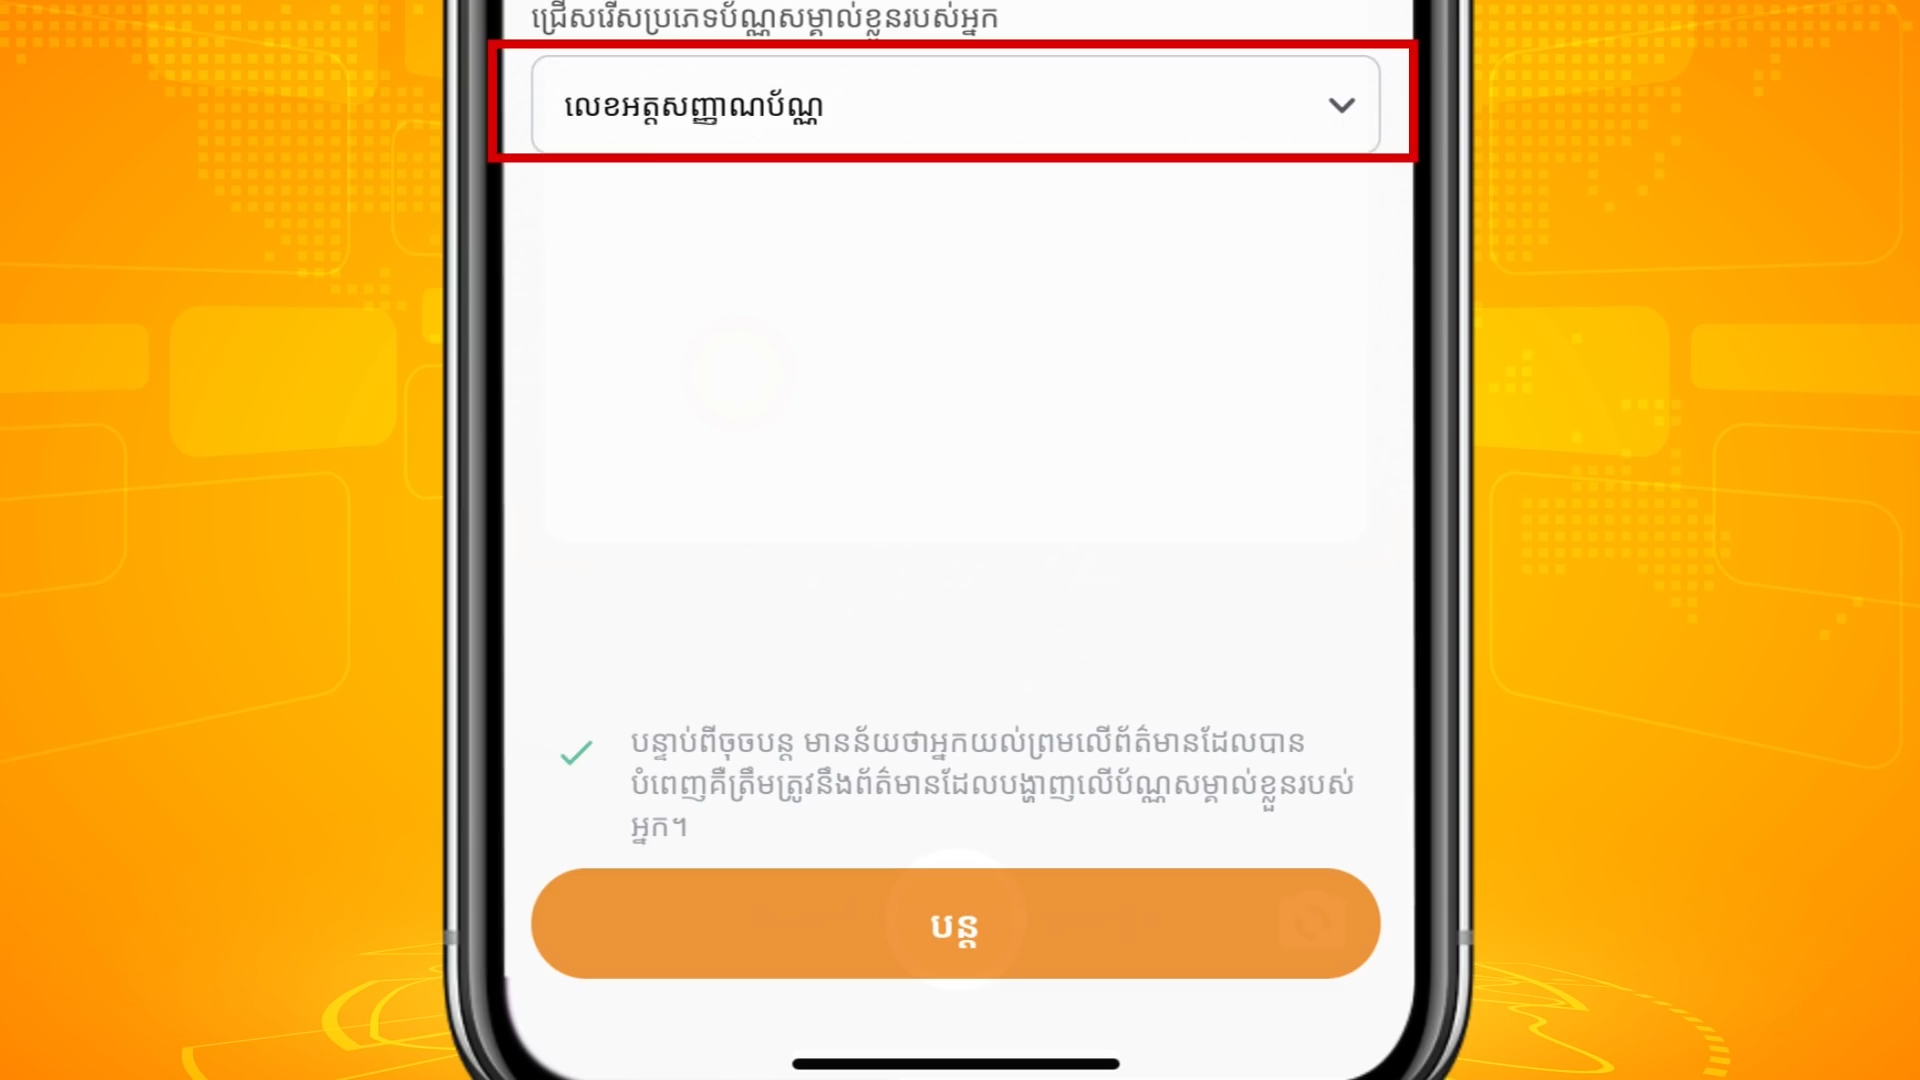 ជ្រើសរើសប្រភេទប័ណ្ណសម្គាល់ខ្លួនរបស់អ្នក
លេខអត្តសញ្ញាណប័ណ្ណ
បន្ទាប់ពីចុចបន្ត មានន័យថាអ្នកយល់ព្រមលើព័ត៌មានដែលបាន
បំពេញគឺត្រឹមត្រូវនឹងព័ត៌មានដែលបង្ហាញលើប័ណ្ណសម្គាល់ខ្លួនរបស់
អ្នក។
បន្ត